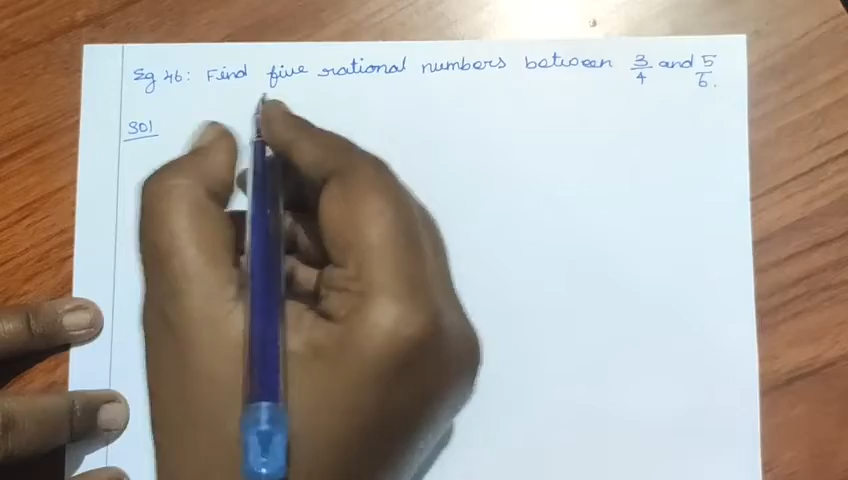 Eg 46: Find five rational numbers between 3/4 and 5/6.
Sol